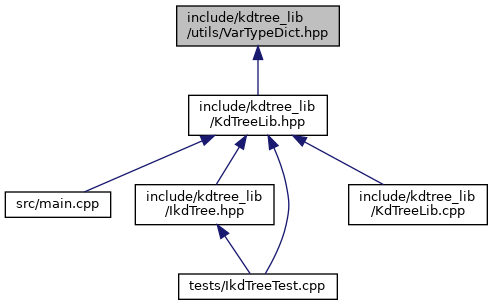 include/kdtree_lib
/utils/VarTypeDict.hpp
include/kdtree_lib
/KdTreeLib.hpp
src/main.cpp
include/kdtree_lib
/IkdTree.hpp
include/kdtree_lib
/KdTreeLib.cpp
tests/IkdTreeTest.cpp